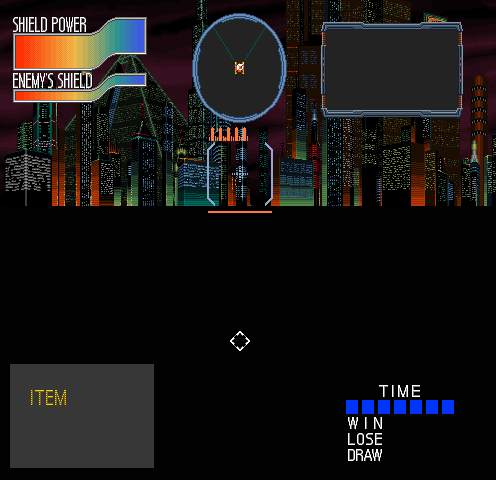 SHIELD POWER
ENEMY'S SHIELD
ITEM
TIME
WIN
LOSE
DRAW